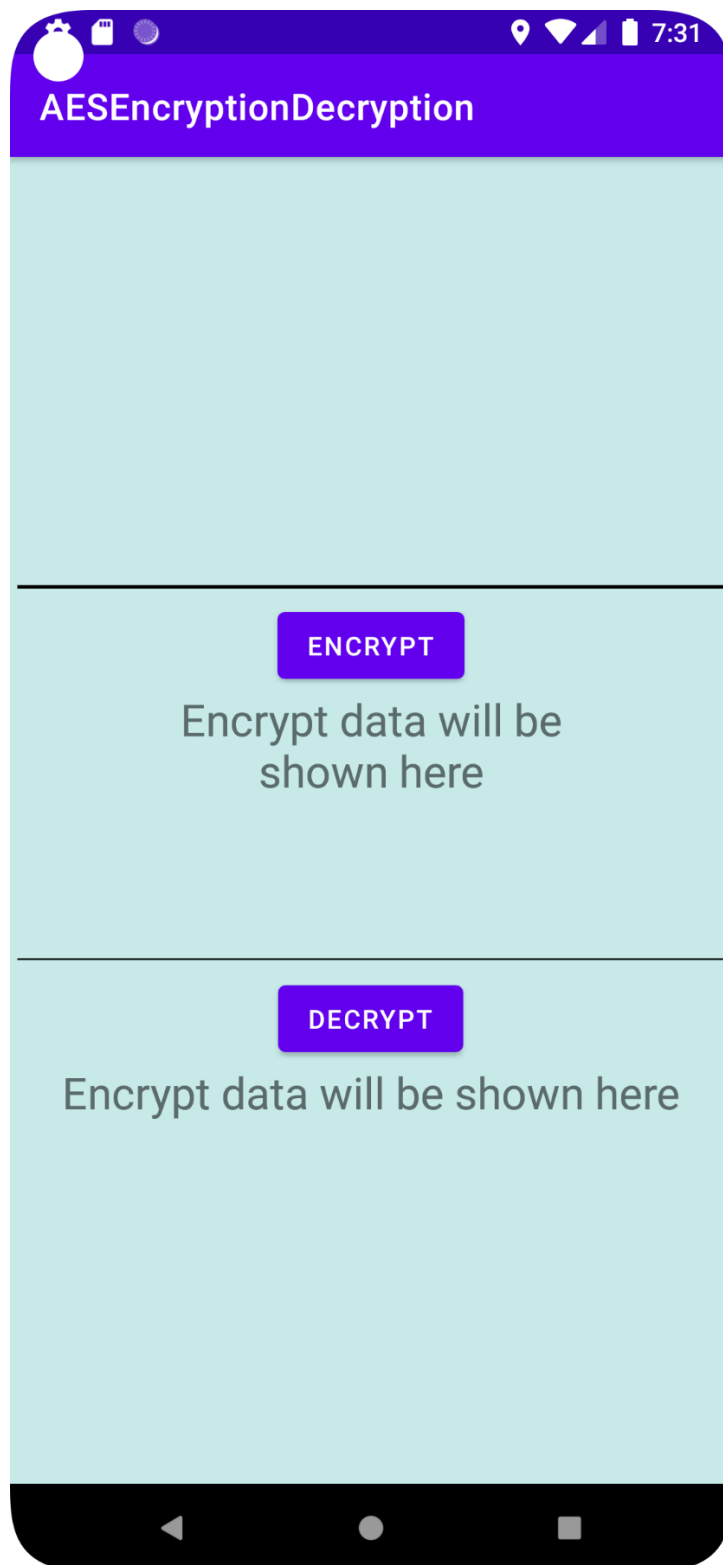 7:31
AESEncryptionDecryption
ENCRYPT
Encrypt data will be
shown here
DECRYPT
Encrypt data will be shown here